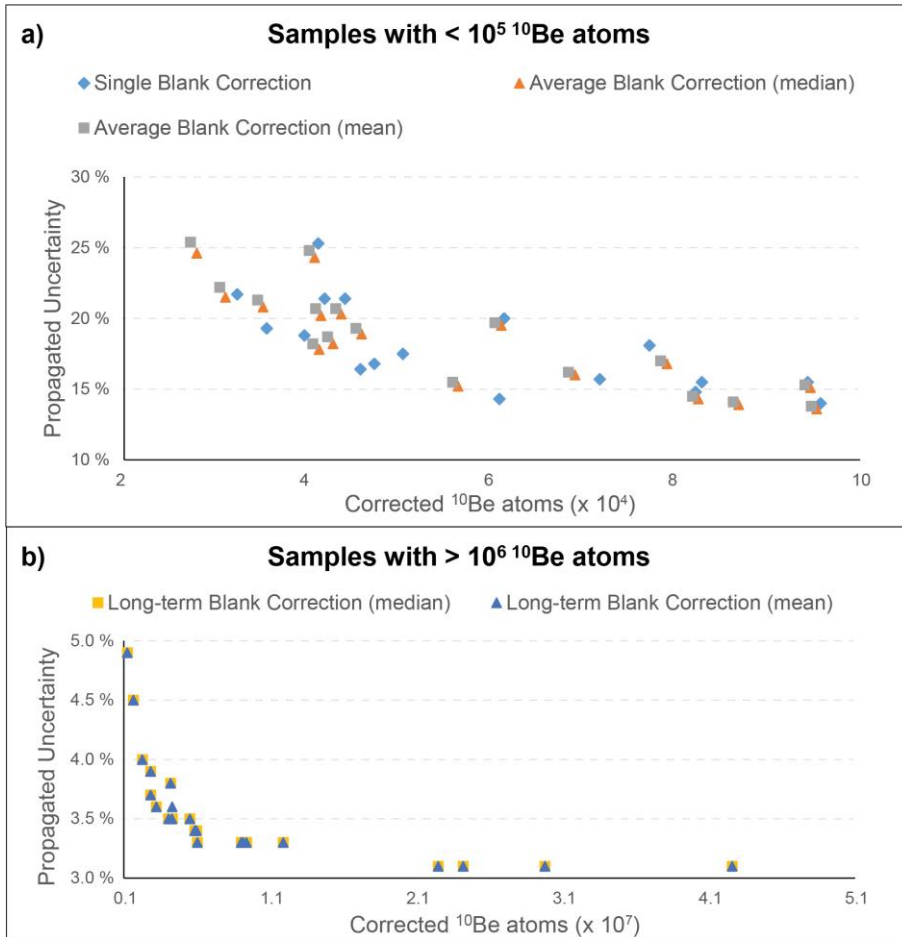 a)
Samples with < 10⁵ ¹⁰Be atoms
Single Blank Correction
Average Blank Correction (median)
Average Blank Correction (mean)
30 %
25 %
20 %
15 %
10 %
Propagated Uncertainty
2 4 6 8 10
Corrected ¹⁰Be atoms (x 10⁴)
b)
Samples with > 10⁶ ¹⁰Be atoms
Long-term Blank Correction (median)
Long-term Blank Correction (mean)
5.0 %
4.5 %
4.0 %
3.5 %
3.0 %
Propagated Uncertainty
0.1 1.1 2.1 3.1 4.1 5.1
Corrected ¹⁰Be atoms (x 10⁷)